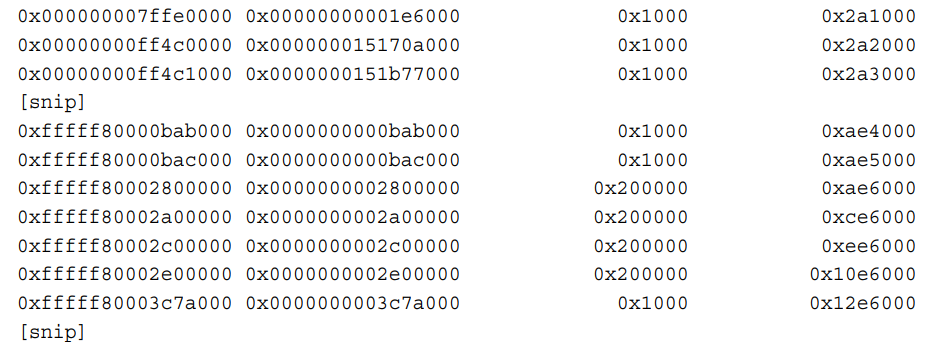 0x000000007ffe0000 0x00000000001e6000 0x1000 0x2a1000
0x00000000ff4c0000 0x000000015170a000 0x1000 0x2a2000
0x00000000ff4c1000 0x0000000151b77000 0x1000 0x2a3000
[snip]
0xfffff80000bab000 0x0000000000bab000 0x1000 0xae4000
0xfffff80000bac000 0x0000000000bac000 0x1000 0xae5000
0xfffff80002800000 0x0000000002800000 0x200000 0xae6000
0xfffff80002a00000 0x0000000002a00000 0x200000 0xce6000
0xfffff80002c00000 0x0000000002c00000 0x200000 0xee6000
0xfffff80002e00000 0x0000000002e00000 0x200000 0x10e6000
0xfffff80003c7a000 0x0000000003c7a000 0x1000 0x12e6000
[snip]